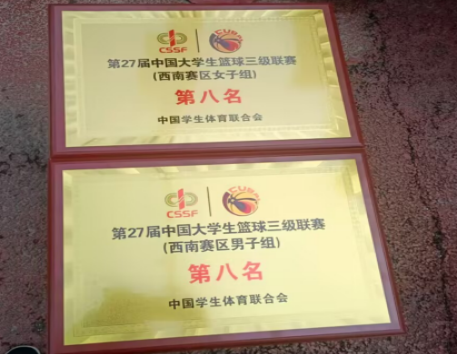 CSSF CUBA
第27届中国大学生篮球三级联赛
(西南赛区女子组)
第八名
中国学生体育联合会
CSSF CUBA
第27届中国大学生篮球三级联赛
(西南赛区男子组)
第八名
中国学生体育联合会